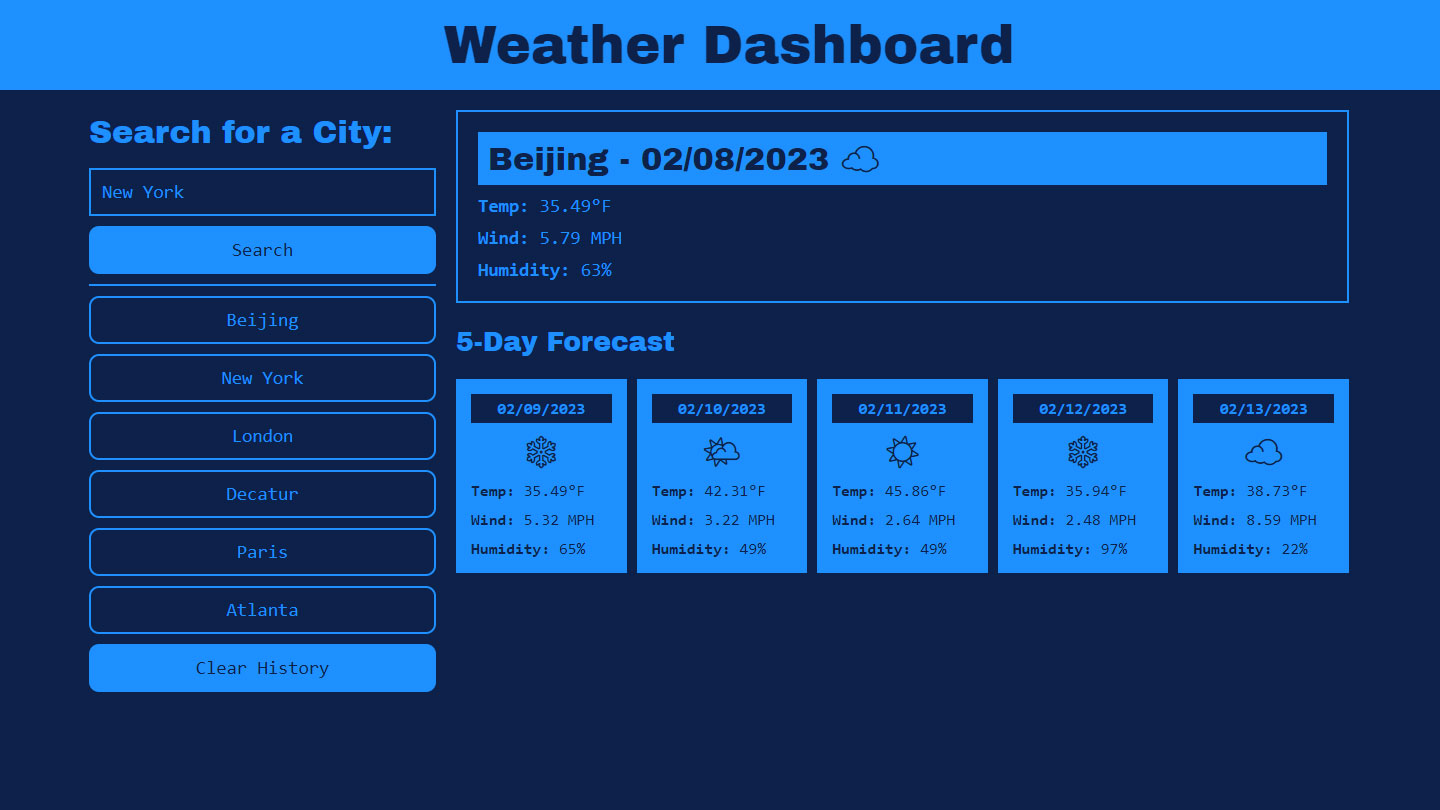 Weather Dashboard
Search for a City:
New York
Search
Beijing
New York
London
Decatur
Paris
Atlanta
Clear History
Beijing - 02/08/2023
Temp: 35.49°F
Wind: 5.79 MPH
Humidity: 63%
5-Day Forecast
02/09/2023
Temp: 35.49°F
Wind: 5.32 MPH
Humidity: 65%
02/10/2023
Temp: 42.31°F
Wind: 3.22 MPH
Humidity: 49%
02/11/2023
Temp: 45.86°F
Wind: 2.64 MPH
Humidity: 49%
02/12/2023
Temp: 35.94°F
Wind: 2.48 MPH
Humidity: 97%
02/13/2023
Temp: 38.73°F
Wind: 8.59 MPH
Humidity: 22%